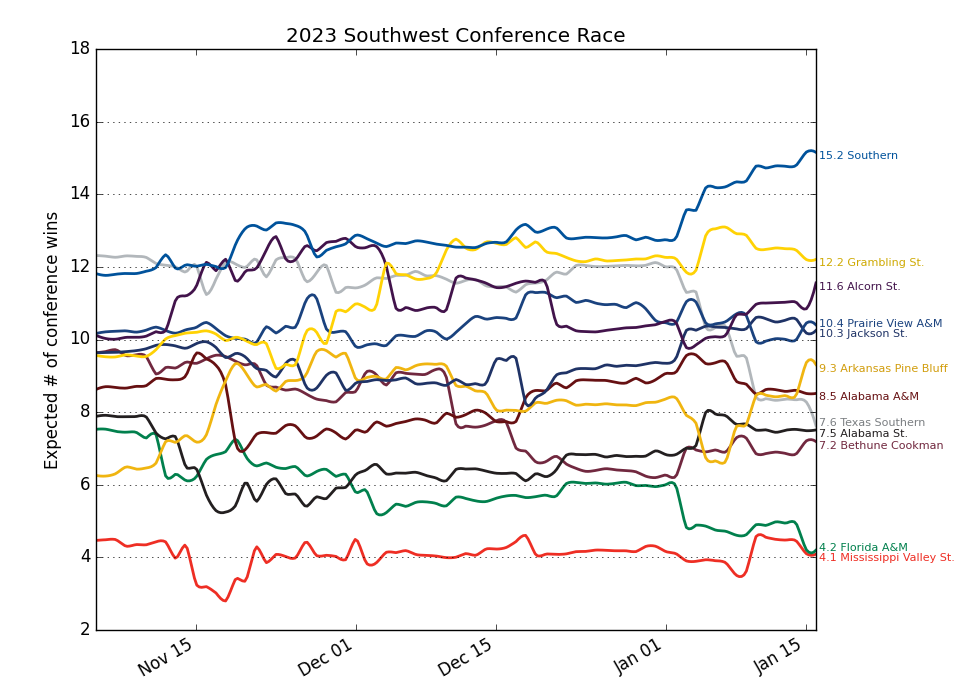 2023 Southwest Conference Race
Expected # of conference wins
18
16
14
12
10
8
6
4
2
Nov 15
Dec 01
Dec 15
Jan 01
Jan 15
15.2 Southern
12.2 Grambling St.
11.6 Alcorn St.
10.4 Prairie View A&M
10.3 Jackson St.
9.3 Arkansas Pine Bluff
8.5 Alabama A&M
7.6 Texas Southern
7.5 Alabama St.
7.2 Bethune Cookman
4.2 Florida A&M
4.1 Mississippi Valley St.